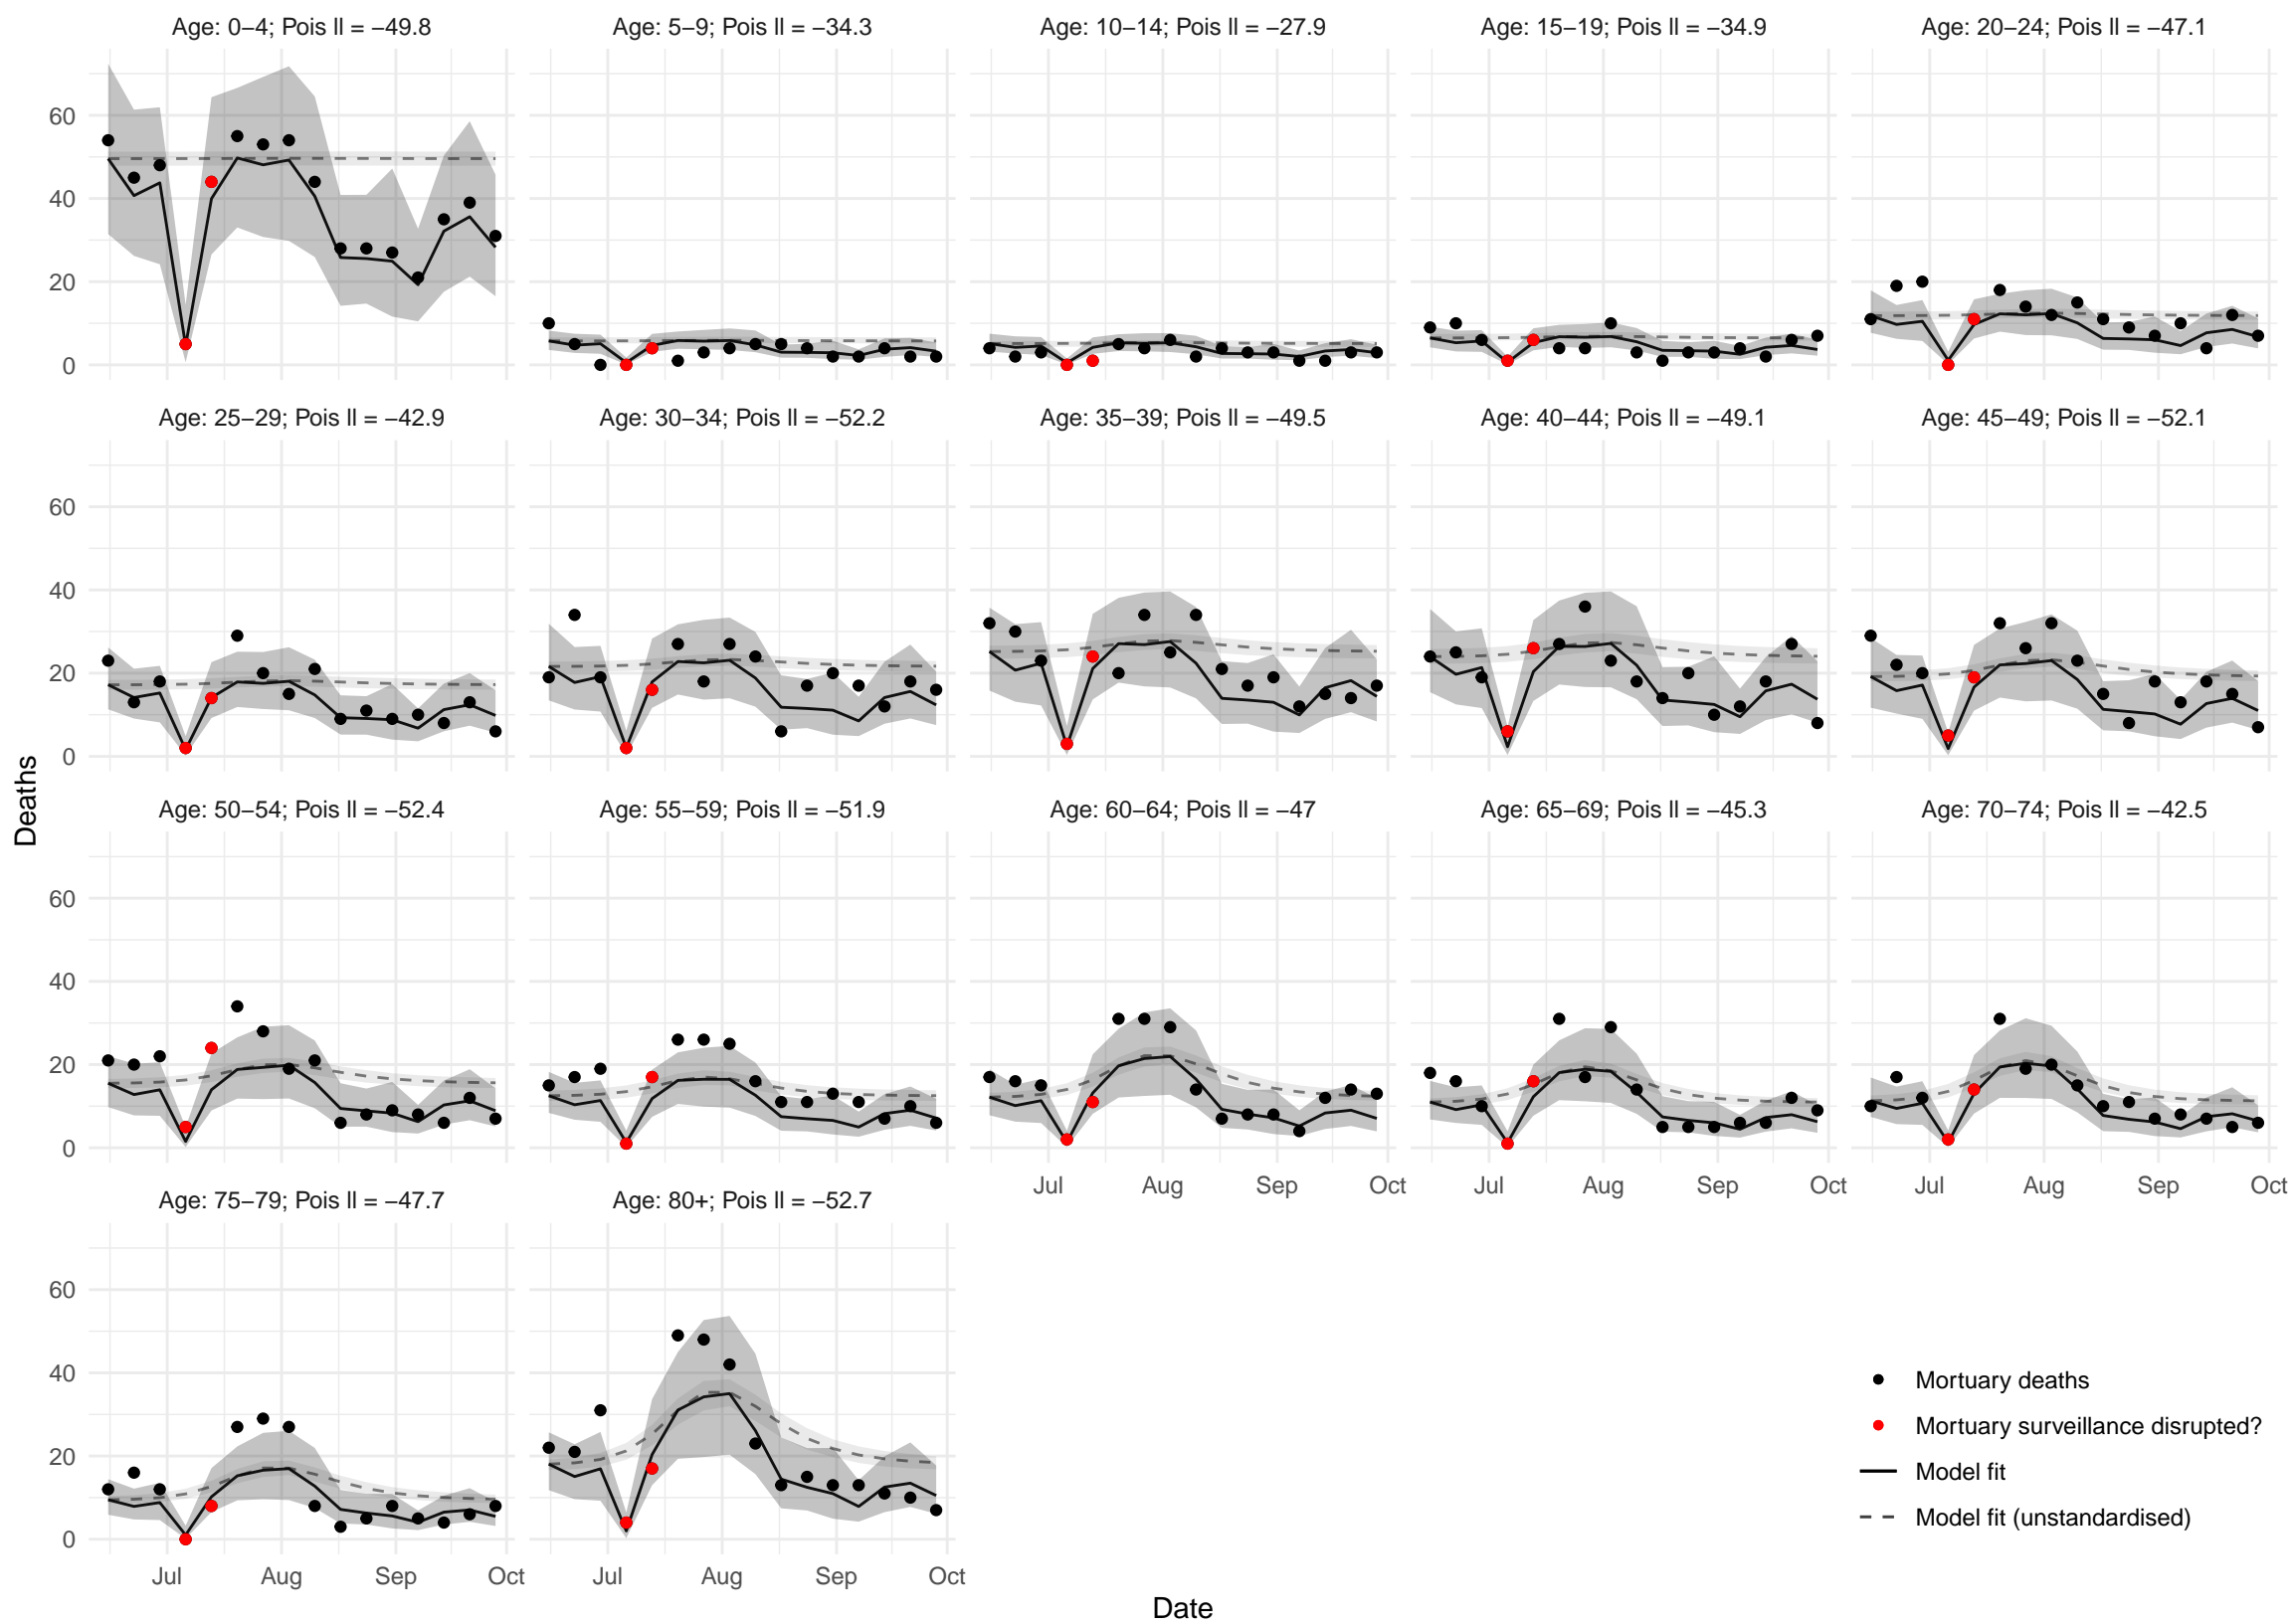 Age: 0−4; Pois ll = −49.8
Age: 5−9; Pois ll = −34.3
Age: 10−14; Pois ll = −27.9
Age: 15−19; Pois ll = −34.9
Age: 20−24; Pois ll = −47.1
60
40
20
0
Age: 25−29; Pois ll = −42.9
Age: 30−34; Pois ll = −52.2
Age: 35−39; Pois ll = −49.5
Age: 40−44; Pois ll = −49.1
Age: 45−49; Pois ll = −52.1
60
40
20
0
Deaths
Age: 50−54; Pois ll = −52.4
Age: 55−59; Pois ll = −51.9
Age: 60−64; Pois ll = −47
Age: 65−69; Pois ll = −45.3
Age: 70−74; Pois ll = −42.5
60
40
20
0
Jul Aug Sep Oct
Jul Aug Sep Oct
Jul Aug Sep Oct
Age: 75−79; Pois ll = −47.7
Age: 80+; Pois ll = −52.7
60
40
20
0
Jul Aug Sep Oct
Jul Aug Sep Oct
Mortuary deaths
Mortuary surveillance disrupted?
Model fit
Model fit (unstandardised)
Date